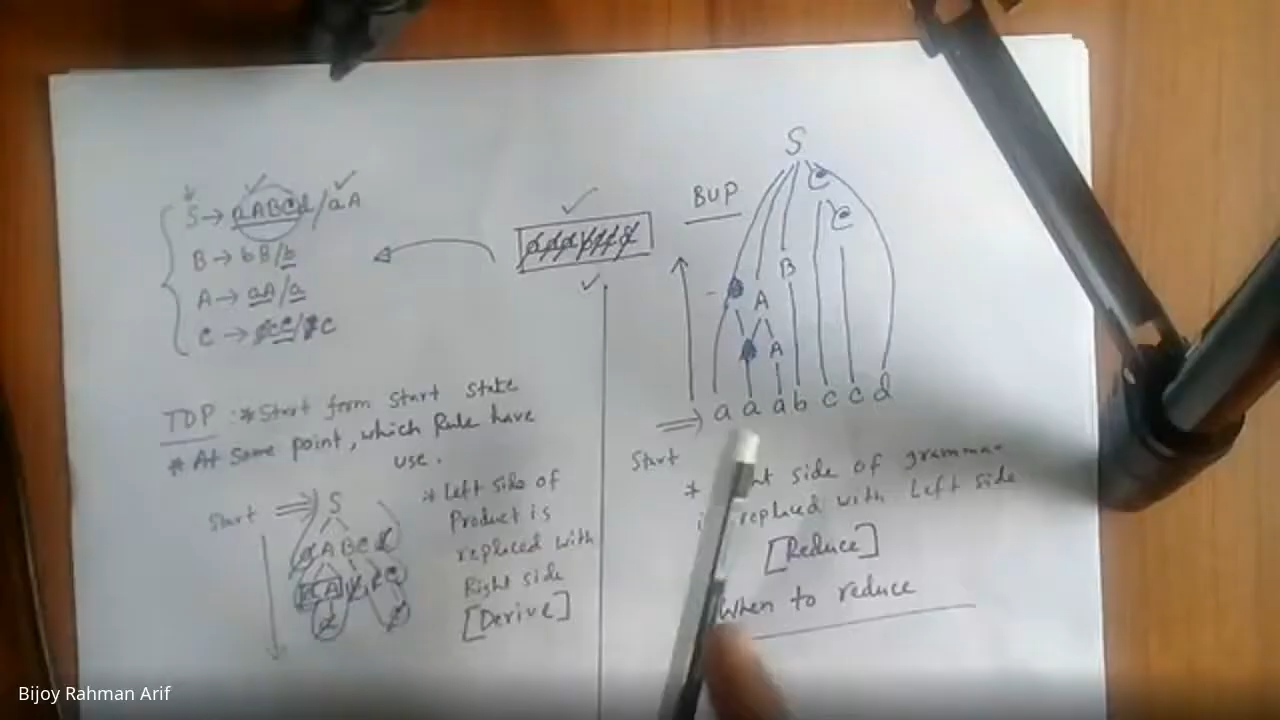 S → aABCd/aA
B → bB/b
A → aA/a
C → cC/c
TDP : * Start from Start state
* At Some point, which Rule have
use.
Start ⇒ S
a A B C d
* Left side of
Product is
replaced with
Right side
[Derive]
BUP
S
C
C
B
A
A
⇒ a a a b c c d
Start
* side of grammar
replaced with Left side
[Reduce]
When to reduce
Bijoy Rahman Arif